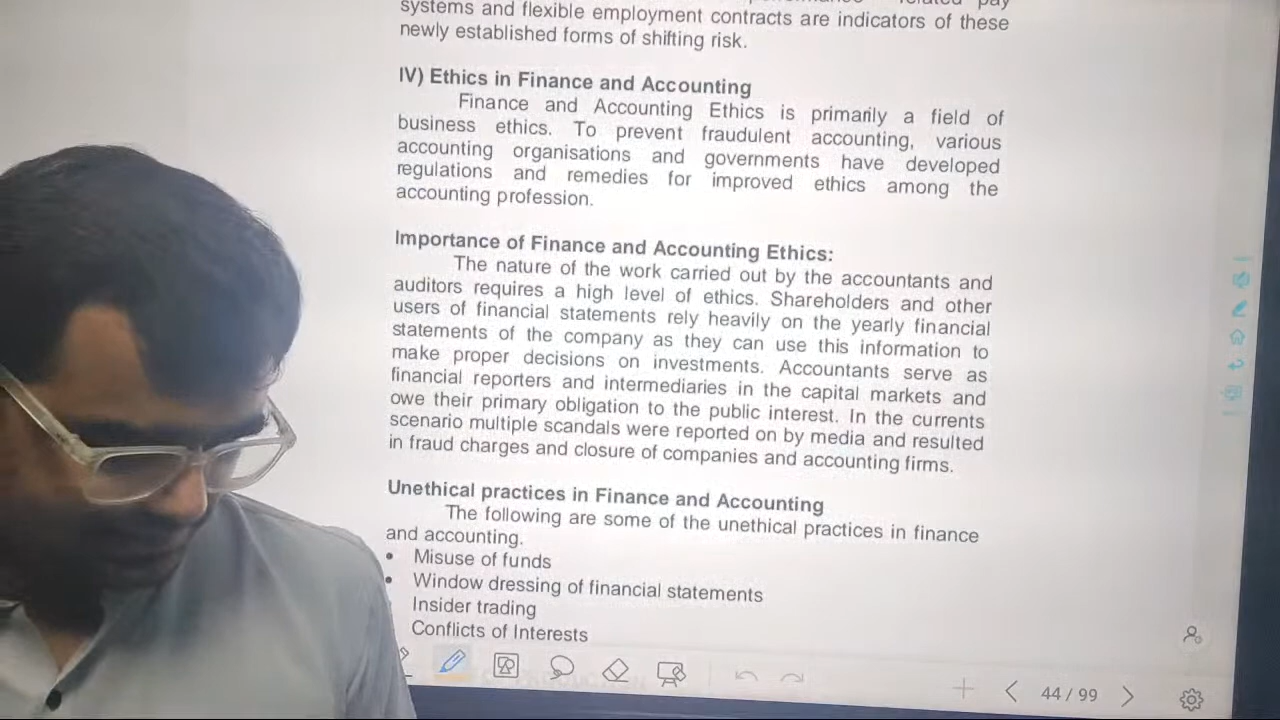 related pay
systems and flexible employment contracts are indicators of these
newly established forms of shifting risk.
IV) Ethics in Finance and Accounting
Finance and Accounting Ethics is primarily a field of
business ethics. To prevent fraudulent accounting, various
accounting organisations and governments have developed
regulations and remedies for improved ethics among the
accounting profession.
Importance of Finance and Accounting Ethics:
The nature of the work carried out by the accountants and
auditors requires a high level of ethics. Shareholders and other
users of financial statements rely heavily on the yearly financial
statements of the company as they can use this information to
make proper decisions on investments. Accountants serve as
financial reporters and intermediaries in the capital markets and
owe their primary obligation to the public interest. In the currents
scenario multiple scandals were reported on by media and resulted
in fraud charges and closure of companies and accounting firms.
Unethical practices in Finance and Accounting
The following are some of the unethical practices in finance
and accounting.
• Misuse of funds
• Window dressing of financial statements
Insider trading
Conflicts of Interests
44 / 99